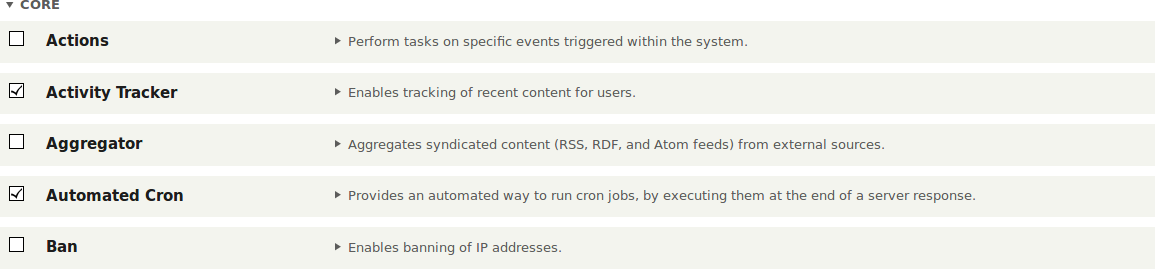 CORE
Actions Perform tasks on specific events triggered within the system.
Activity Tracker Enables tracking of recent content for users.
Aggregator Aggregates syndicated content (RSS, RDF, and Atom feeds) from external sources.
Automated Cron Provides an automated way to run cron jobs, by executing them at the end of a server response.
Ban Enables banning of IP addresses.